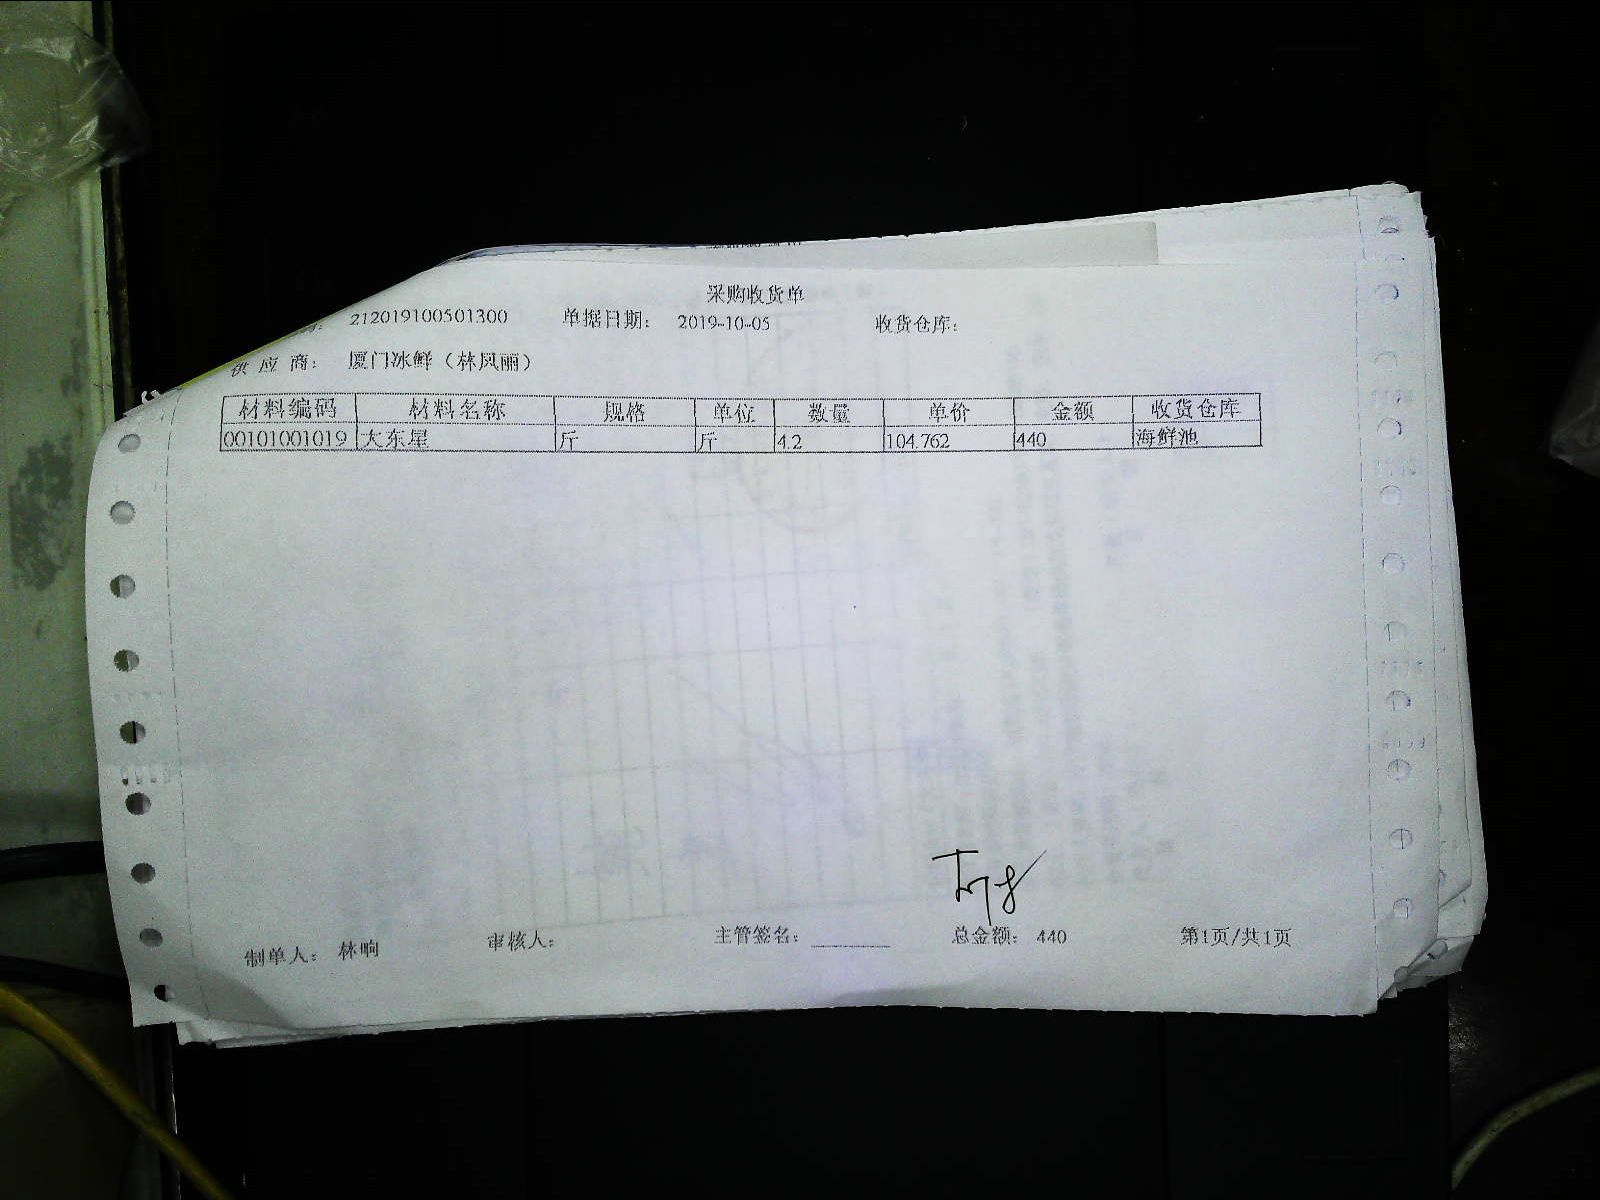 采购收货单
212019100501300 单据日期： 2019-10-05 收货仓库：
供应商： 厦门冰鲜（林凤丽）
材料编码 材料名称 规格 单位 数量 单价 金额 收货仓库
00101001019 大东星 斤 斤 4.2 104.762 440 海鲜池
制单人： 林晌 审核人： 主管签名： 总金额： 440 第1页/共1页